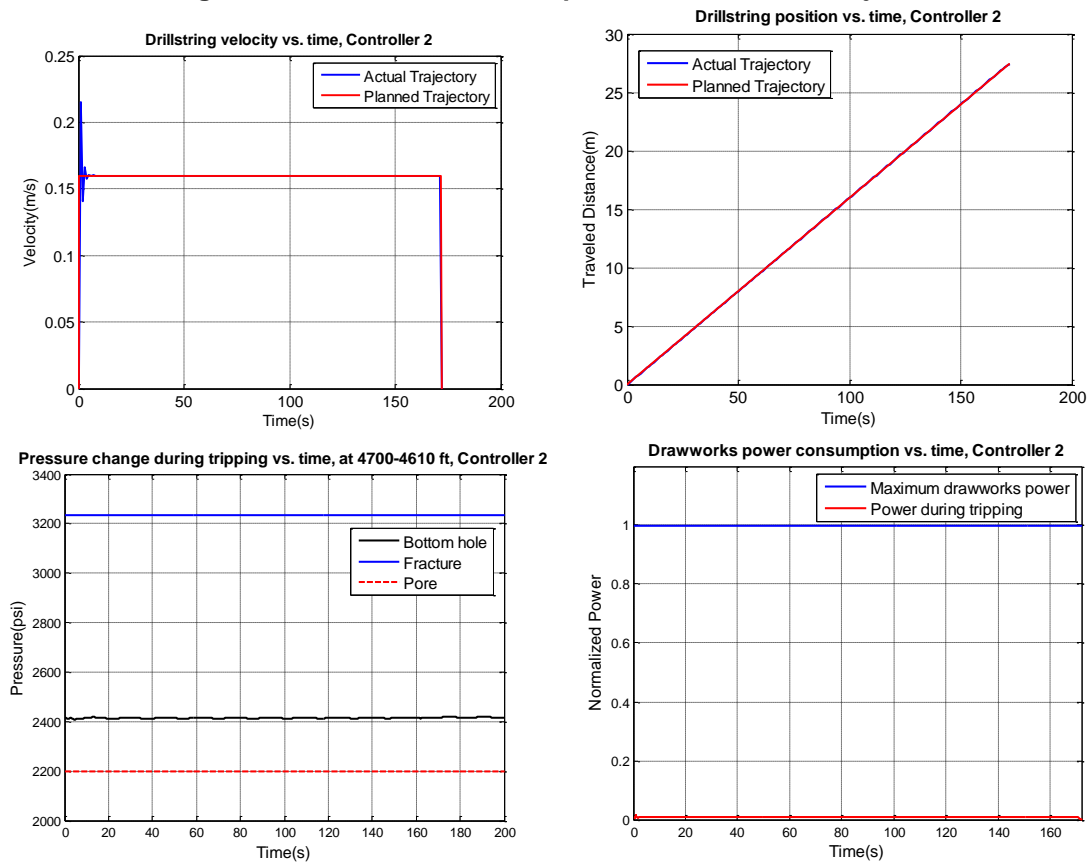 Drillstring velocity vs. time, Controller 2
0.25
0.2
0.15
0.1
0.05
0
Velocity(m/s)
Actual Trajectory
Planned Trajectory
0 50 100 150 200
Time(s)
Drillstring position vs. time, Controller 2
30
25
20
15
10
5
0
Traveled Distance(m)
Actual Trajectory
Planned Trajectory
0 50 100 150 200
Time(s)
Pressure change during tripping vs. time, at 4700-4610 ft, Controller 2
3400
3200
3000
2800
2600
2400
2200
2000
Pressure(psi)
Bottom hole
Fracture
Pore
0 20 40 60 80 100 120 140 160 180 200
Time(s)
Drawworks power consumption vs. time, Controller 2
1
0.8
0.6
0.4
0.2
0
Normalized Power
Maximum drawworks power
Power during tripping
0 20 40 60 80 100 120 140 160
Time(s)